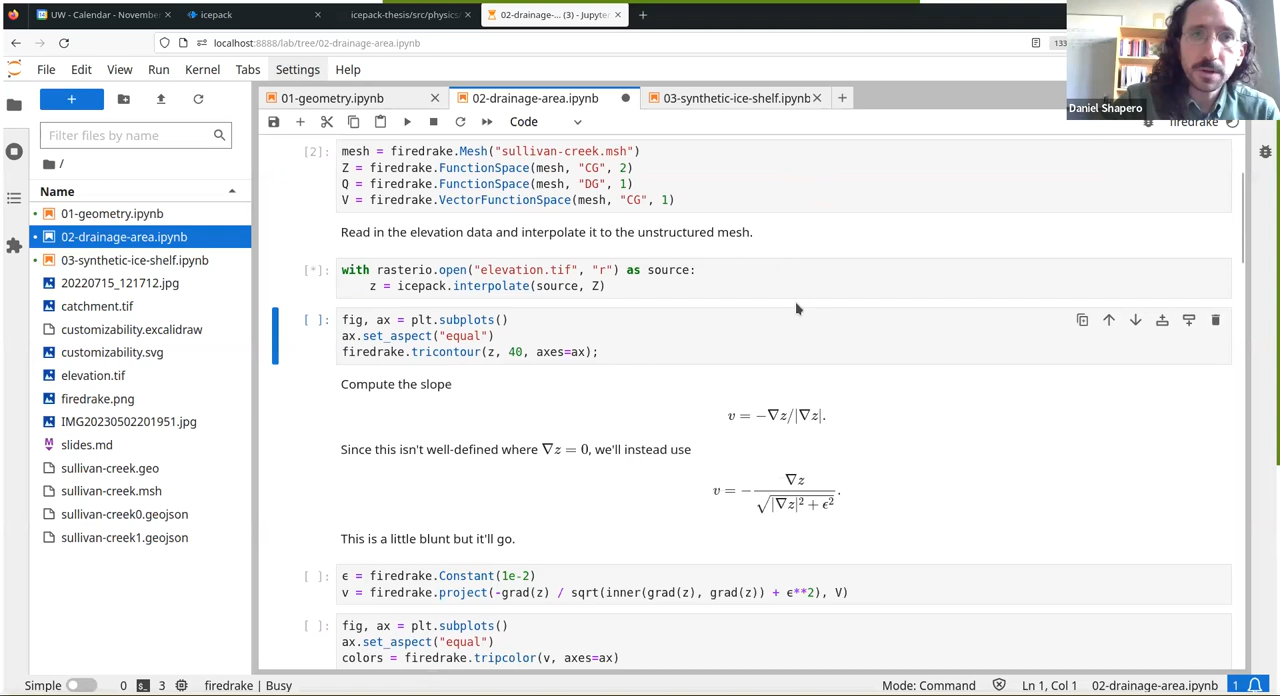 UW - Calendar - November
icepack
icepack-thesis/src/physics/
02-drainage-... (3) - Jupyter
localhost:8888/lab/tree/02-drainage-area.ipynb
133
File Edit View Run Kernel Tabs Settings Help
Daniel Shapero
01-geometry.ipynb
02-drainage-area.ipynb
03-synthetic-ice-shelf.ipynb
Code
firedrake
Filter files by name
/
Name
01-geometry.ipynb
02-drainage-area.ipynb
03-synthetic-ice-shelf.ipynb
20220715_121712.jpg
catchment.tif
customizability.excalidraw
customizability.svg
elevation.tif
firedrake.png
IMG20230502201951.jpg
slides.md
sullivan-creek.geo
sullivan-creek.msh
sullivan-creek0.geojson
sullivan-creek1.geojson
[2]:
mesh = firedrake.Mesh("sullivan-creek.msh")
Z = firedrake.FunctionSpace(mesh, "CG", 2)
Q = firedrake.FunctionSpace(mesh, "DG", 1)
V = firedrake.VectorFunctionSpace(mesh, "CG", 1)
Read in the elevation data and interpolate it to the unstructured mesh.
[*]:
with rasterio.open("elevation.tif", "r") as source:
    z = icepack.interpolate(source, Z)
[ ]:
fig, ax = plt.subplots()
ax.set_aspect("equal")
firedrake.tricontour(z, 40, axes=ax);
Compute the slope
v = −∇z/|∇z|.
Since this isn't well-defined where ∇z = 0, we'll instead use
v = − ∇z / √(|∇z|² + ϵ²).
This is a little blunt but it'll go.
[ ]:
ϵ = firedrake.Constant(1e-2)
v = firedrake.project(-grad(z) / sqrt(inner(grad(z), grad(z)) + ϵ**2), V)
[ ]:
fig, ax = plt.subplots()
ax.set_aspect("equal")
colors = firedrake.tripcolor(v, axes=ax)
Simple 0 3 firedrake | Busy Mode: Command Ln 1, Col 1 02-drainage-area.ipynb 1